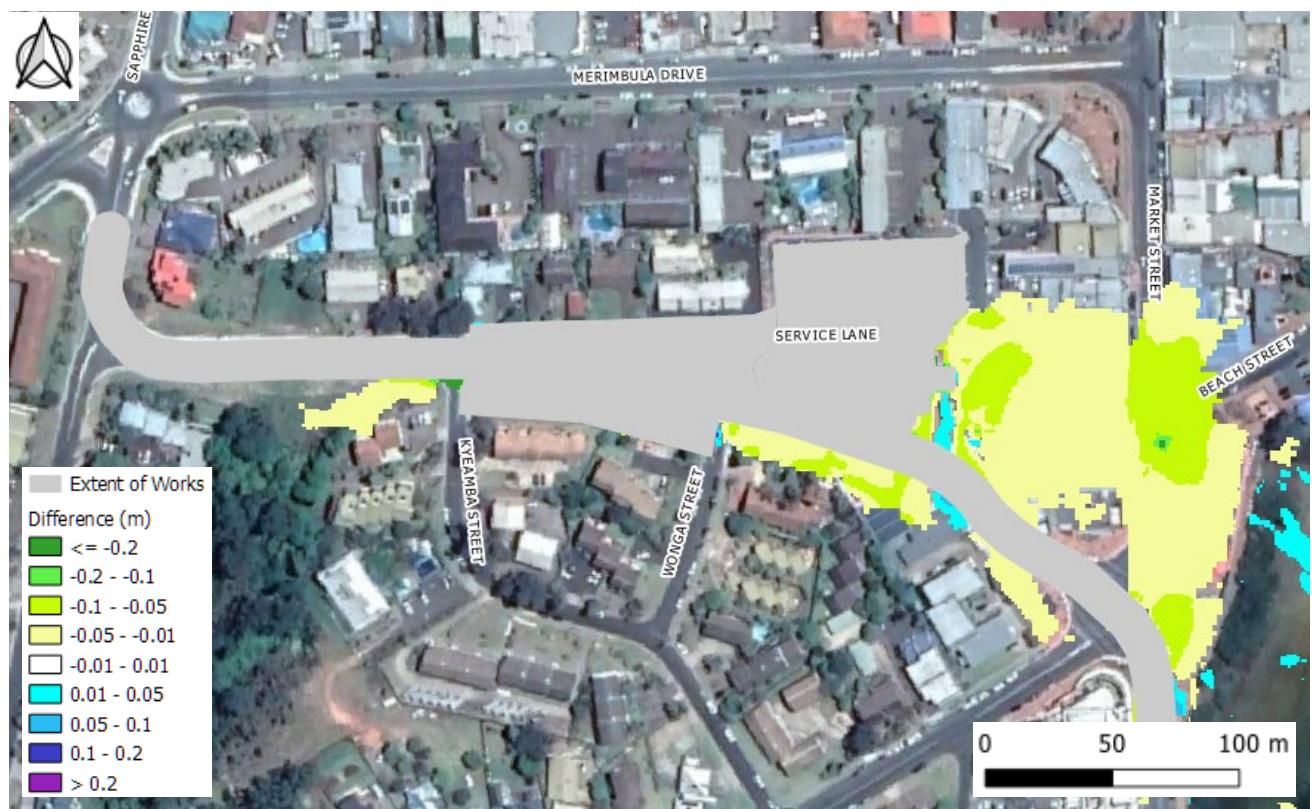 SAPPHIRE
MERIMBULA DRIVE
MARKET STREET
SERVICE LANE
BEACH STREET
KYEAMBA STREET
WONGA STREET
Extent of Works
Difference (m)
<= -0.2
-0.2 - -0.1
-0.1 - -0.05
-0.05 - -0.01
-0.01 - 0.01
0.01 - 0.05
0.05 - 0.1
0.1 - 0.2
> 0.2
0 50 100 m